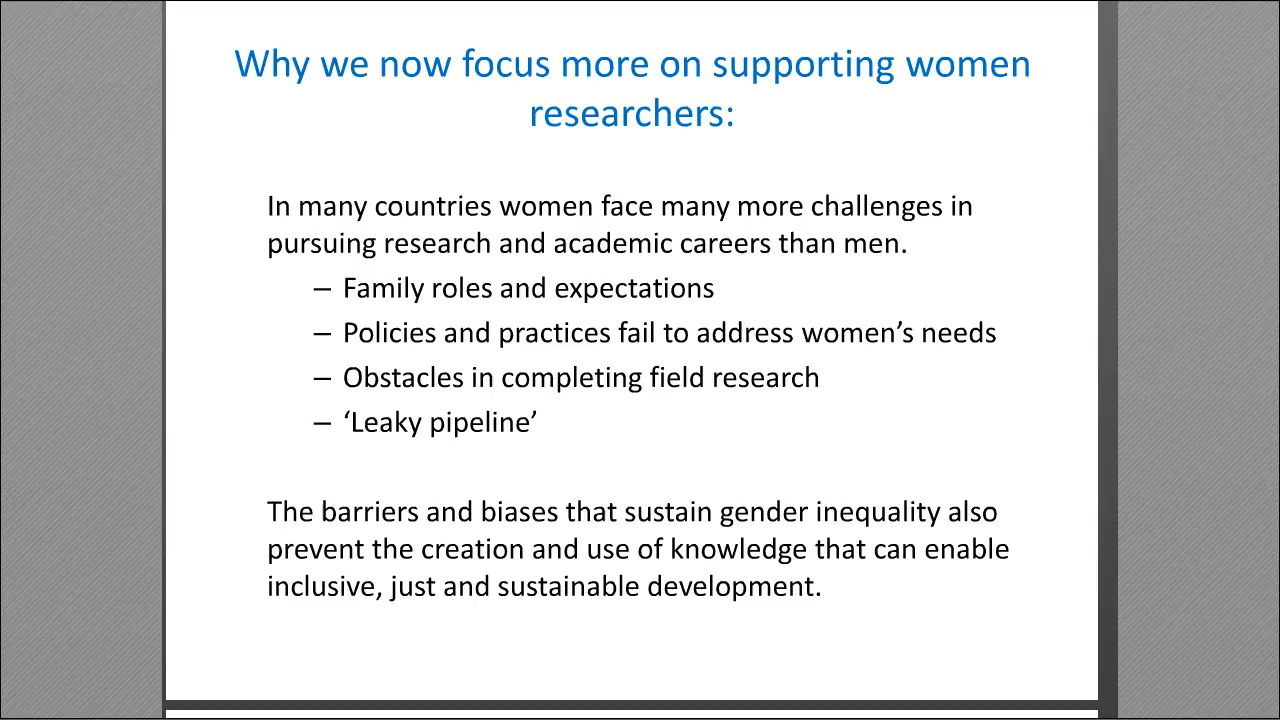 Why we now focus more on supporting women
researchers:
In many countries women face many more challenges in
pursuing research and academic careers than men.
– Family roles and expectations
– Policies and practices fail to address women’s needs
– Obstacles in completing field research
– ‘Leaky pipeline’
The barriers and biases that sustain gender inequality also
prevent the creation and use of knowledge that can enable
inclusive, just and sustainable development.